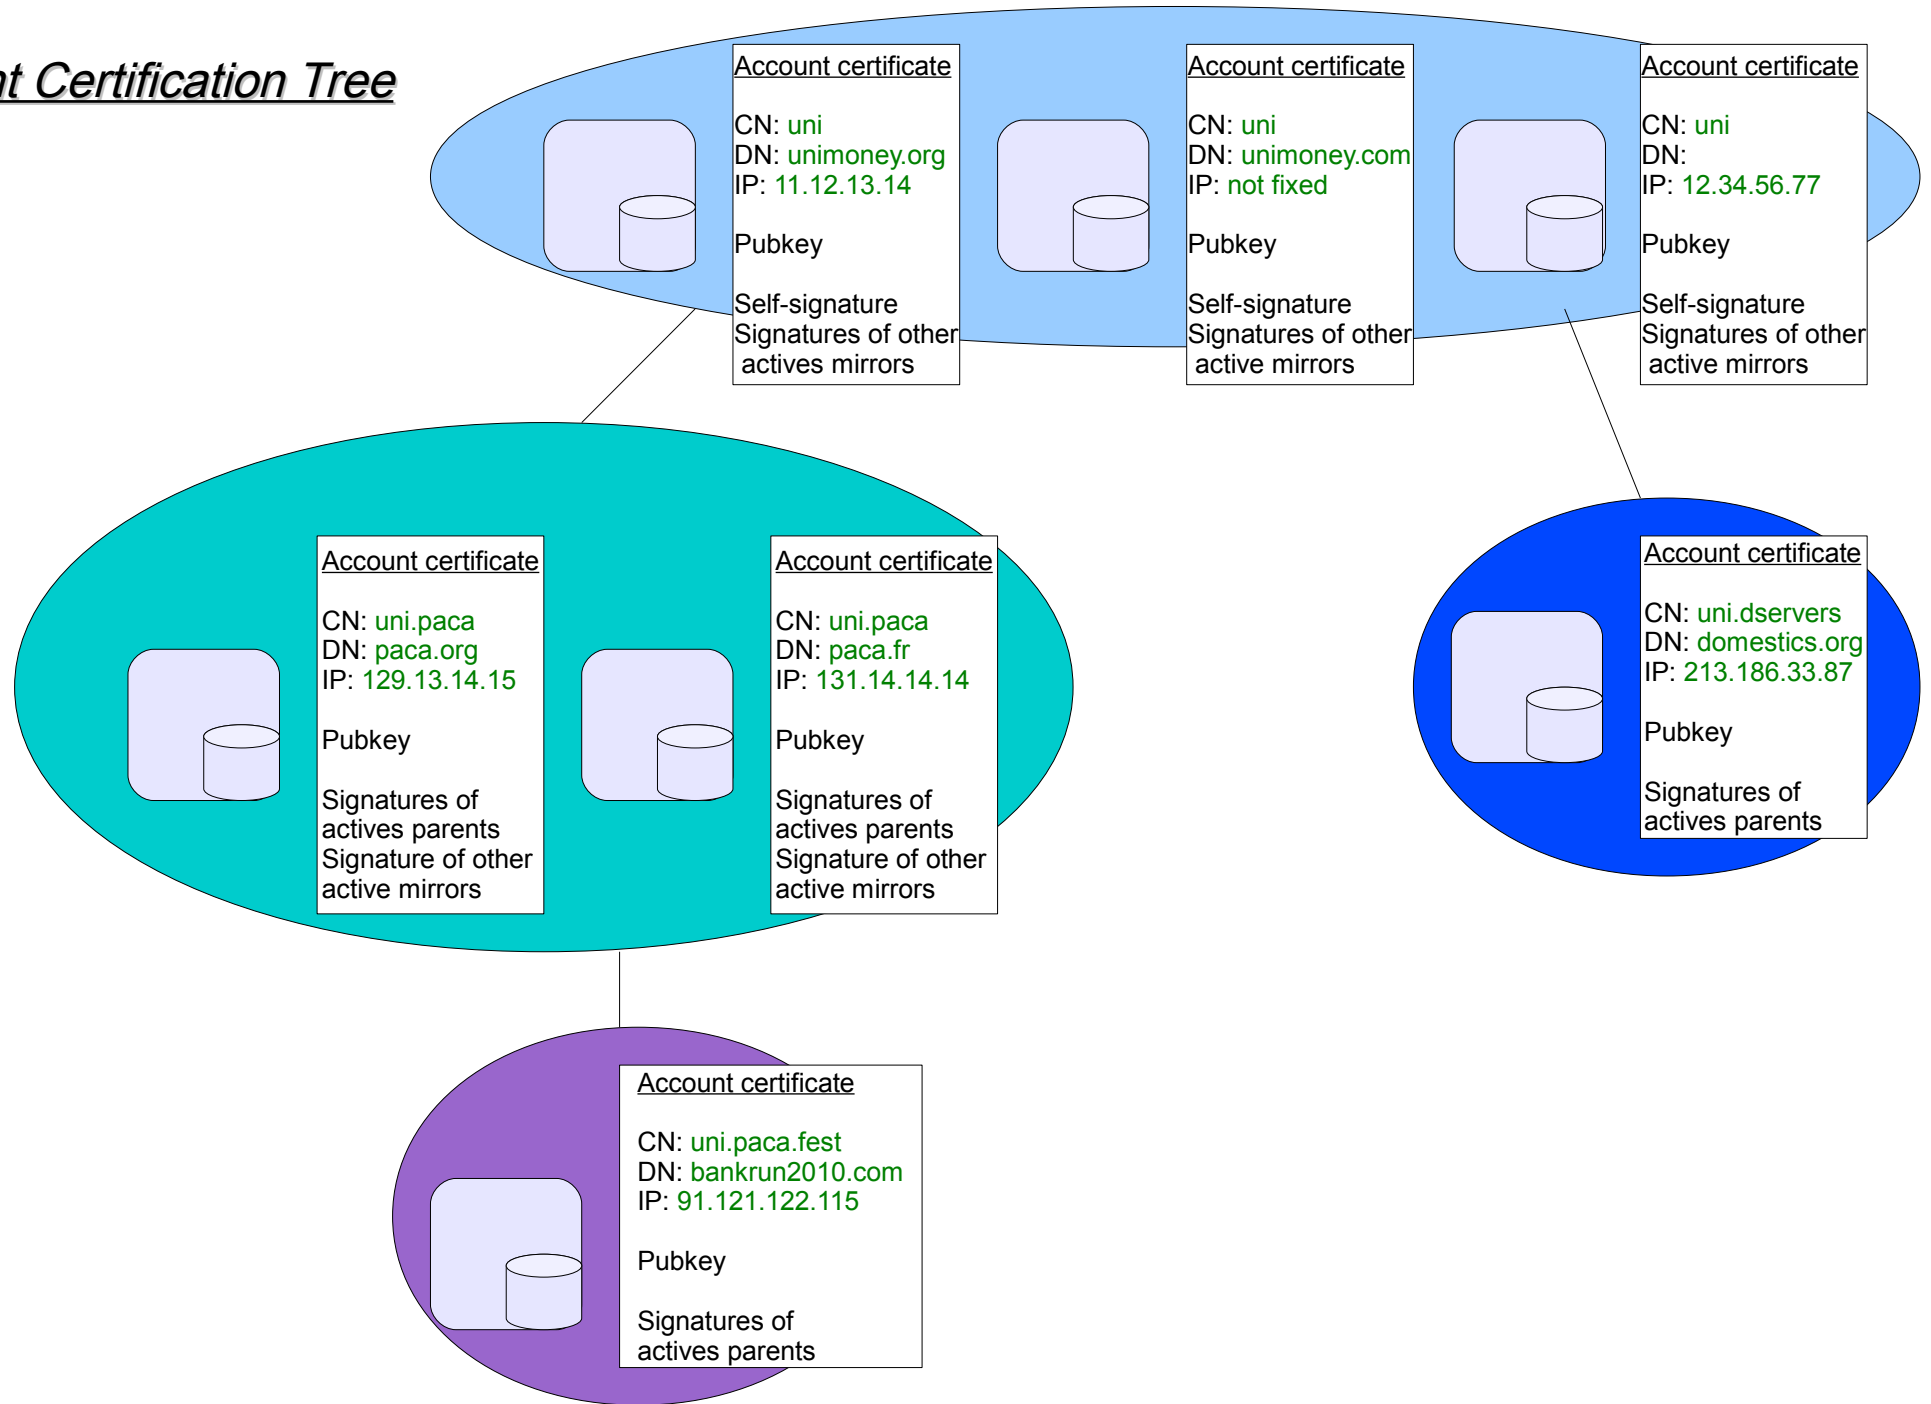 nt Certification Tree
Account certificate
CN: uni
DN: unimoney.org
IP: 11.12.13.14
Pubkey
Self-signature
Signatures of other
actives mirrors
Account certificate
CN: uni
DN: unimoney.com
IP: not fixed
Pubkey
Self-signature
Signatures of other
active mirrors
Account certificate
CN: uni
DN:
IP: 12.34.56.77
Pubkey
Self-signature
Signatures of other
active mirrors
Account certificate
CN: uni.paca
DN: paca.org
IP: 129.13.14.15
Pubkey
Signatures of
actives parents
Signature of other
active mirrors
Account certificate
CN: uni.paca
DN: paca.fr
IP: 131.14.14.14
Pubkey
Signatures of
actives parents
Signature of other
active mirrors
Account certificate
CN: uni.dservers
DN: domestics.org
IP: 213.186.33.87
Pubkey
Signatures of
actives parents
Account certificate
CN: uni.paca.fest
DN: bankrun2010.com
IP: 91.121.122.115
Pubkey
Signatures of
actives parents